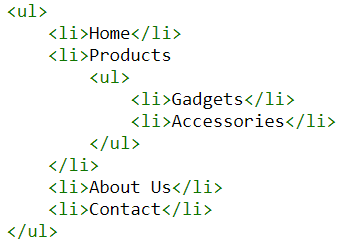 <ul>
    <li>Home</li>
    <li>Products
        <ul>
            <li>Gadgets</li>
            <li>Accessories</li>
        </ul>
    </li>
    <li>About Us</li>
    <li>Contact</li>
</ul>